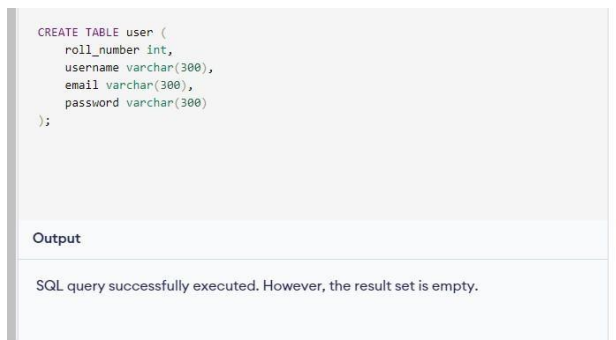 CREATE TABLE user (
    roll_number int,
    username varchar(300),
    email varchar(300),
    password varchar(300)
);
Output
SQL query successfully executed. However, the result set is empty.